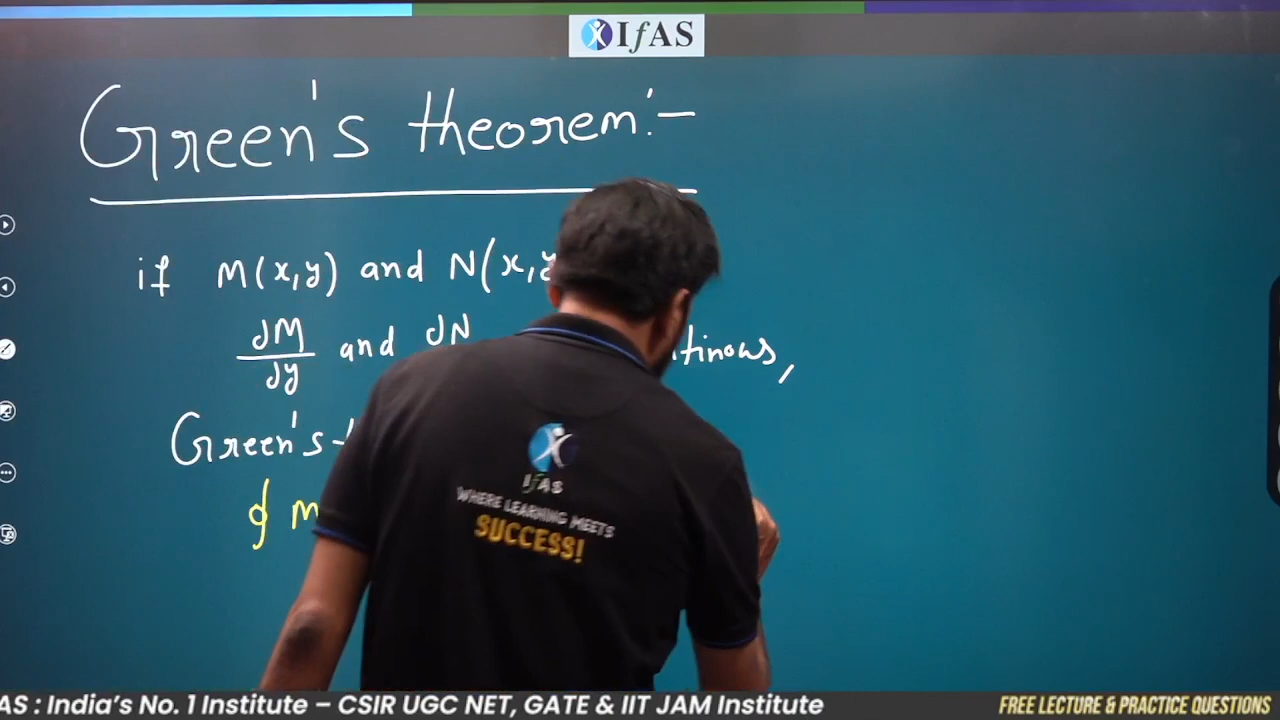 IfAS
Green's theorem:-
if M(x,y) and N(x,
∂M/∂y and ∂N
Green's
∮ M
IfAS
WHERE LEARNING MEETS
SUCCESS!
AS : India's No. 1 Institute – CSIR UGC NET, GATE & IIT JAM Institute
FREE LECTURE & PRACTICE QUESTIONS